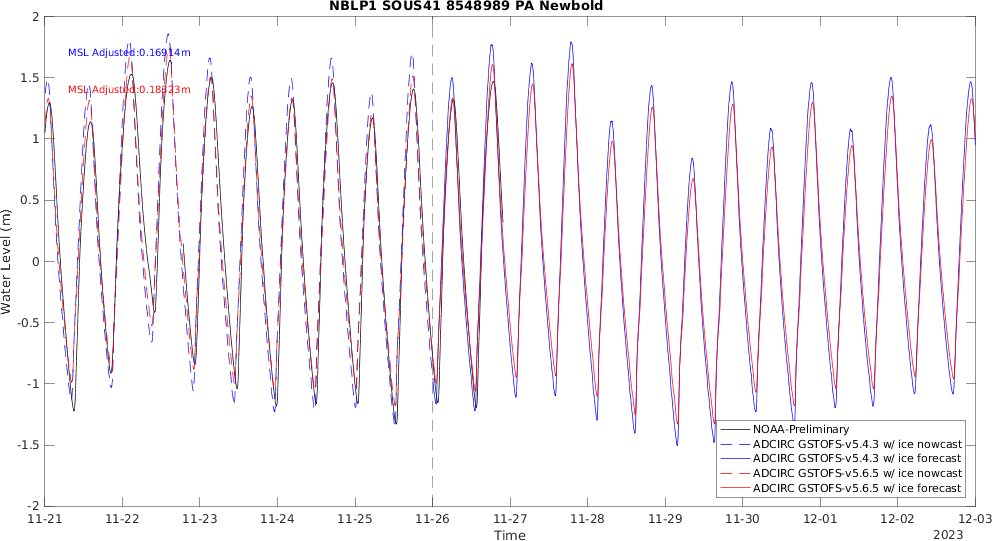 NBLP1 SOUS41 8548989 PA Newbold
MSL Adjusted:0.16914m
MSL Adjusted:0.18323m
Water Level (m)
2
1.5
1
0.5
0
-0.5
-1
-1.5
-2
NOAA-Preliminary
ADCIRC GSTOFS-v5.4.3 w/ ice nowcast
ADCIRC GSTOFS-v5.4.3 w/ ice forecast
ADCIRC GSTOFS-v5.6.5 w/ ice nowcast
ADCIRC GSTOFS-v5.6.5 w/ ice forecast
11-21 11-22 11-23 11-24 11-25 11-26 11-27 11-28 11-29 11-30 12-01 12-02 12-03
Time
2023